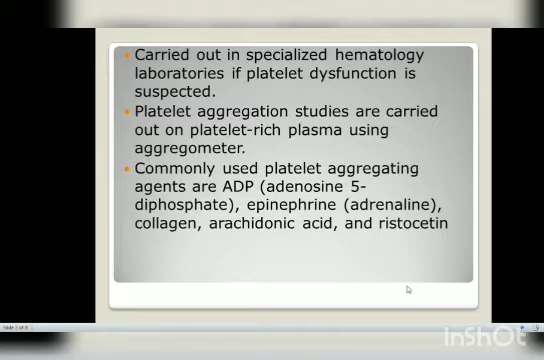 Carried out in specialized hematology
laboratories if platelet dysfunction is
suspected.
Platelet aggregation studies are carried
out on platelet-rich plasma using
aggregometer.
Commonly used platelet aggregating
agents are ADP (adenosine 5-
diphosphate), epinephrine (adrenaline),
collagen, arachidonic acid, and ristocetin
InShOt